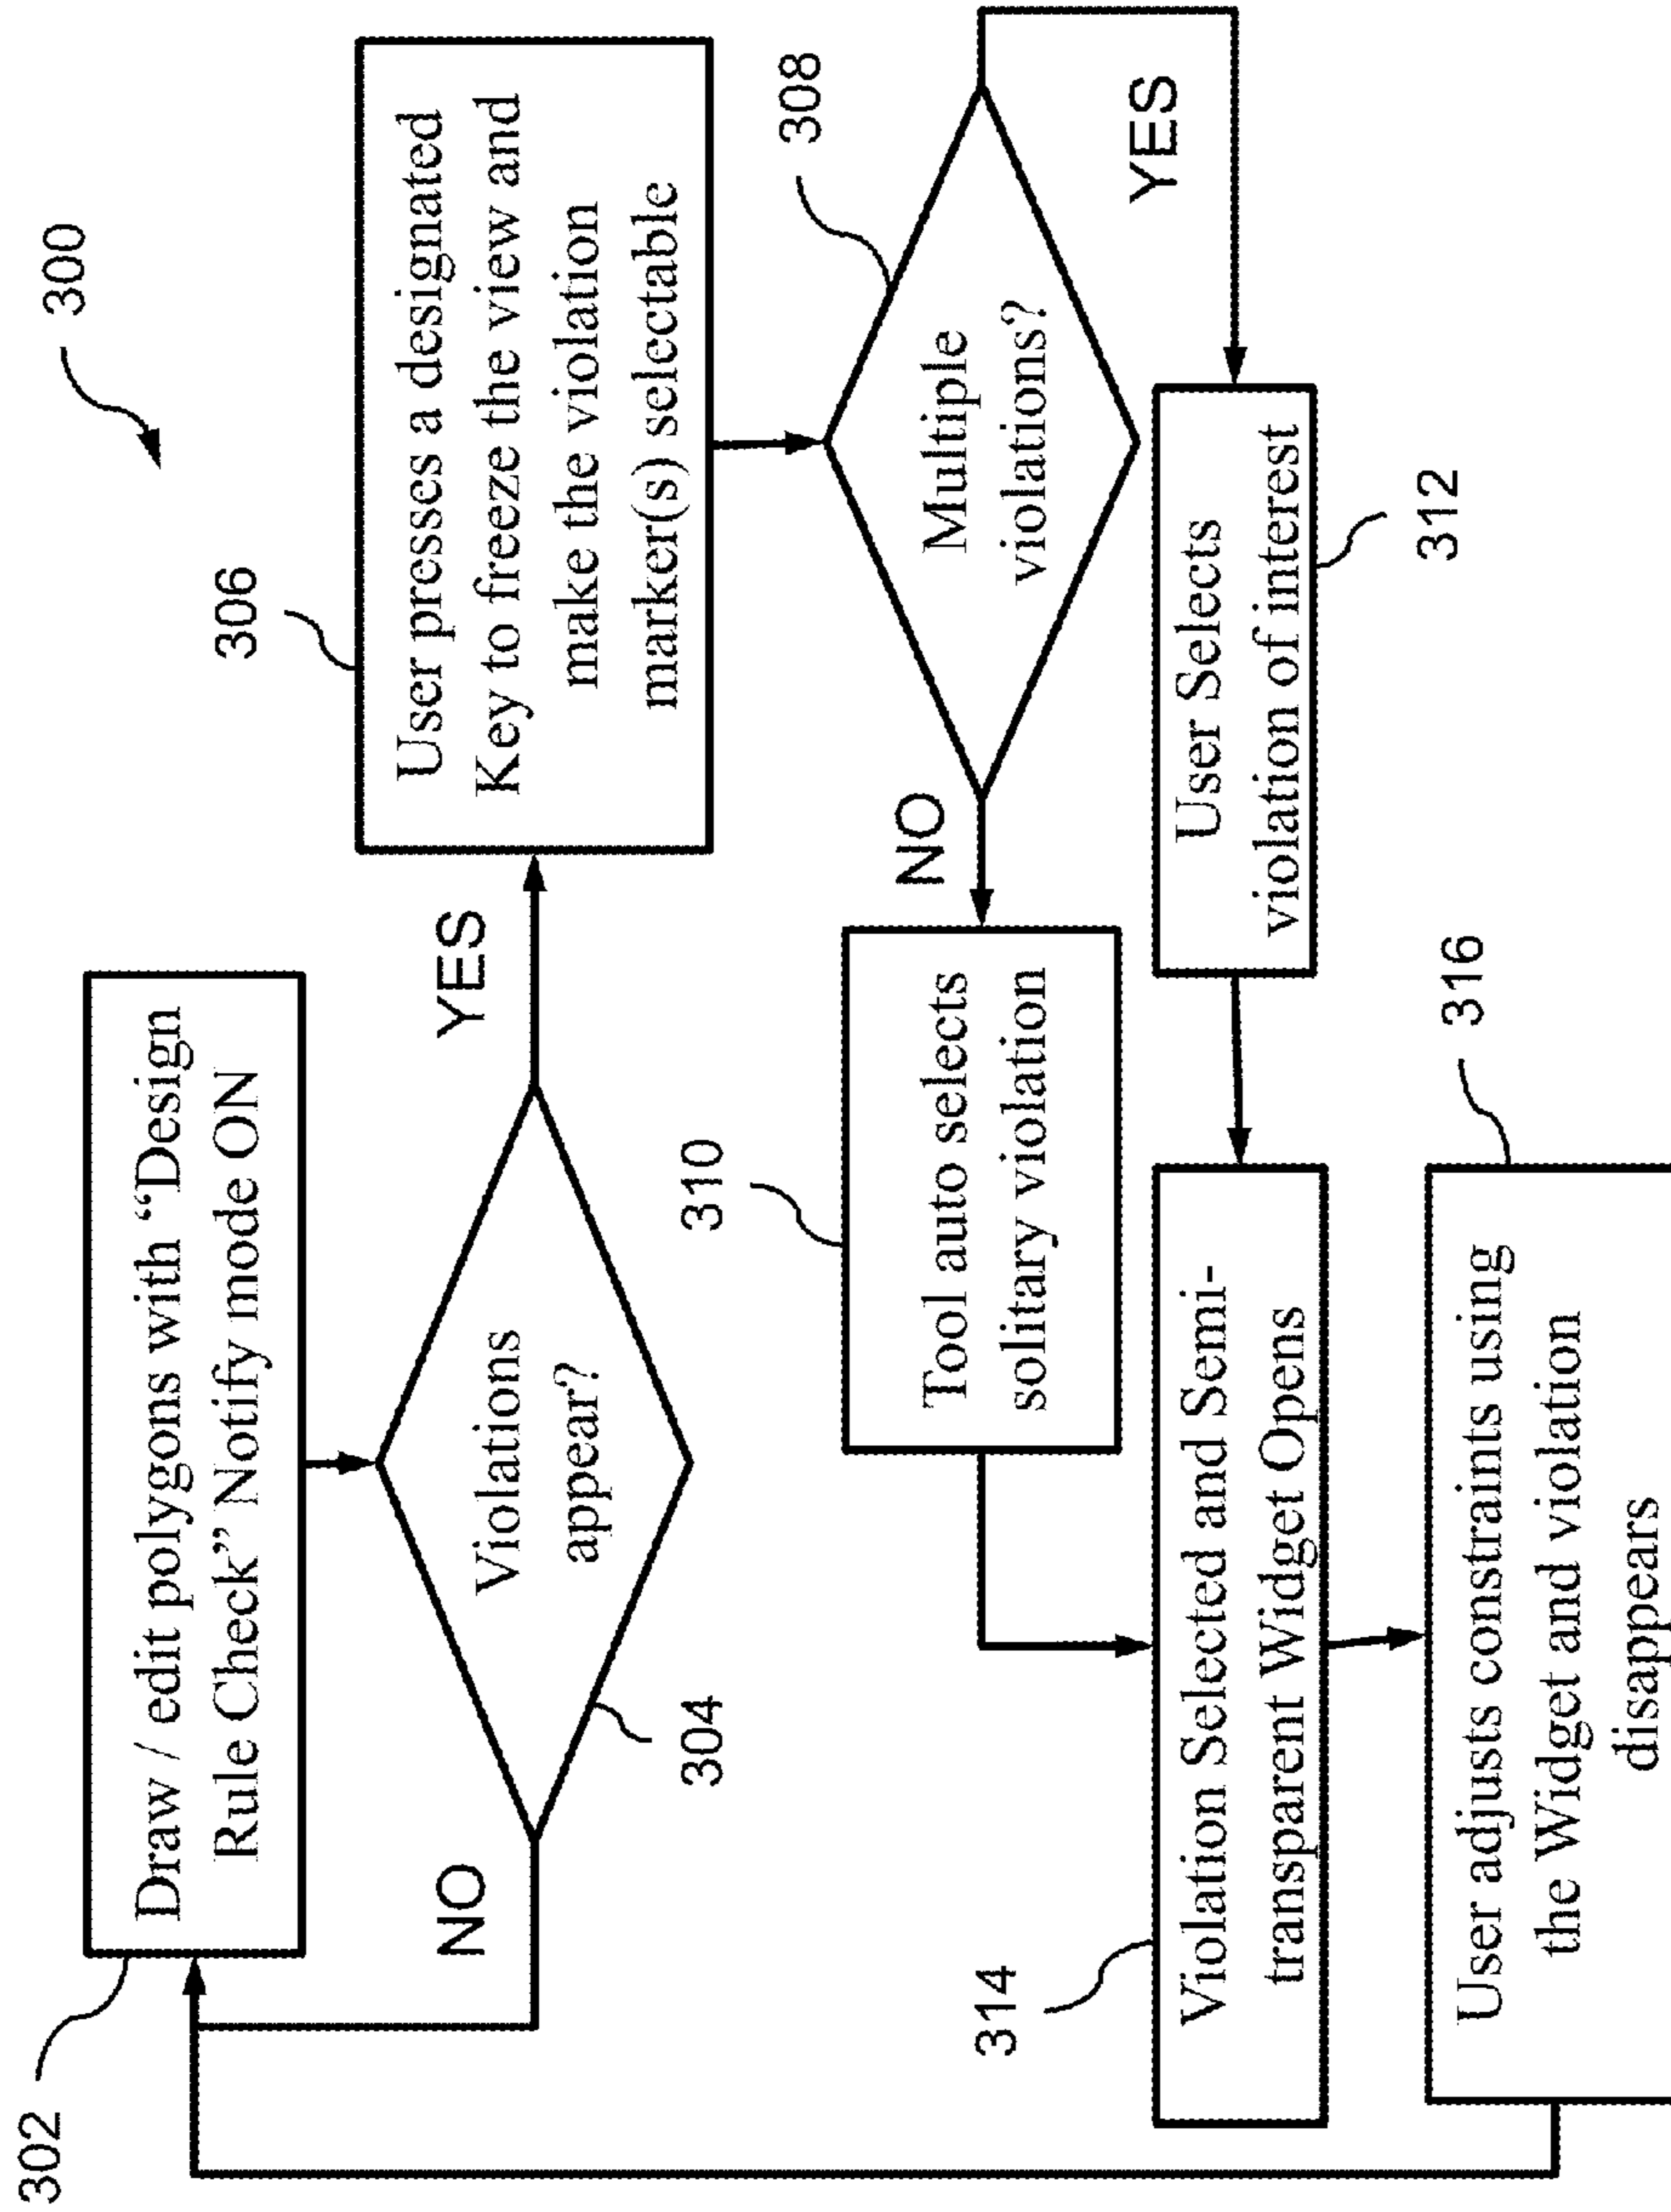 300
302
Draw / edit polygons with “Design
Rule Check” Notify mode ON
304
Violations
appear?
NO
YES
306
User presses a designated
Key to freeze the view and
make the violation
marker(s) selectable
308
Multiple
violations?
NO
YES
310
Tool auto selects
solitary violation
User Selects
violation of interest
312
314
Violation Selected and Semi-
transparent Widget Opens
316
User adjusts constraints using
the Widget and violation
disappears